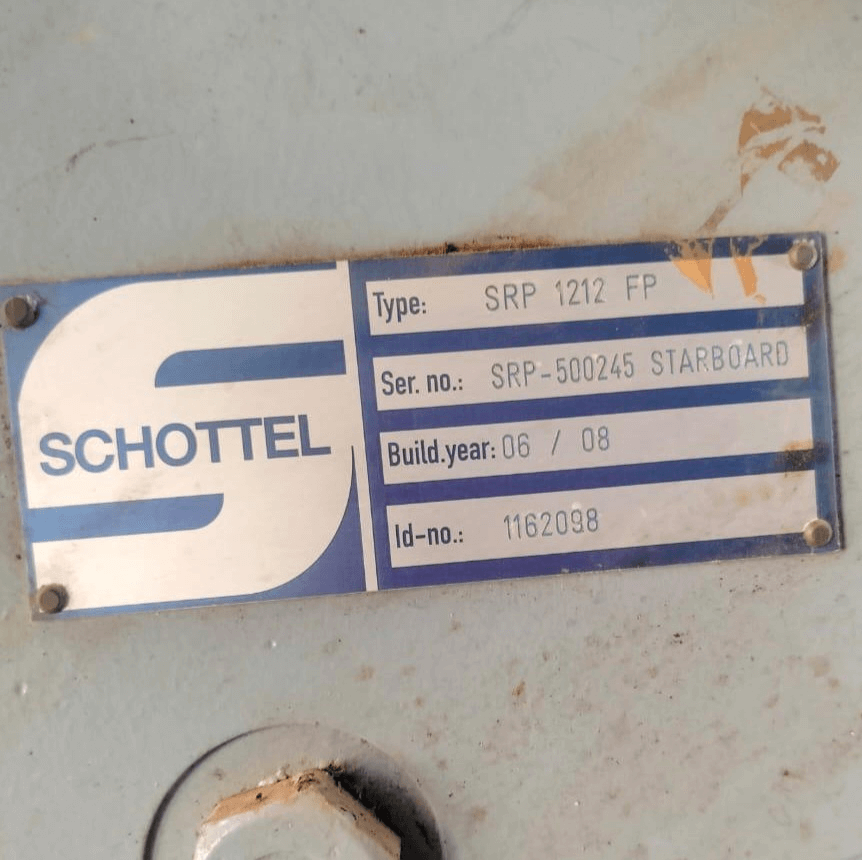 SCHOTTEL
Type: SRP 1212 FP
Ser. no.: SRP-500245 STARBOARD
Build.year: 06 / 08
Id-no.: 1162098